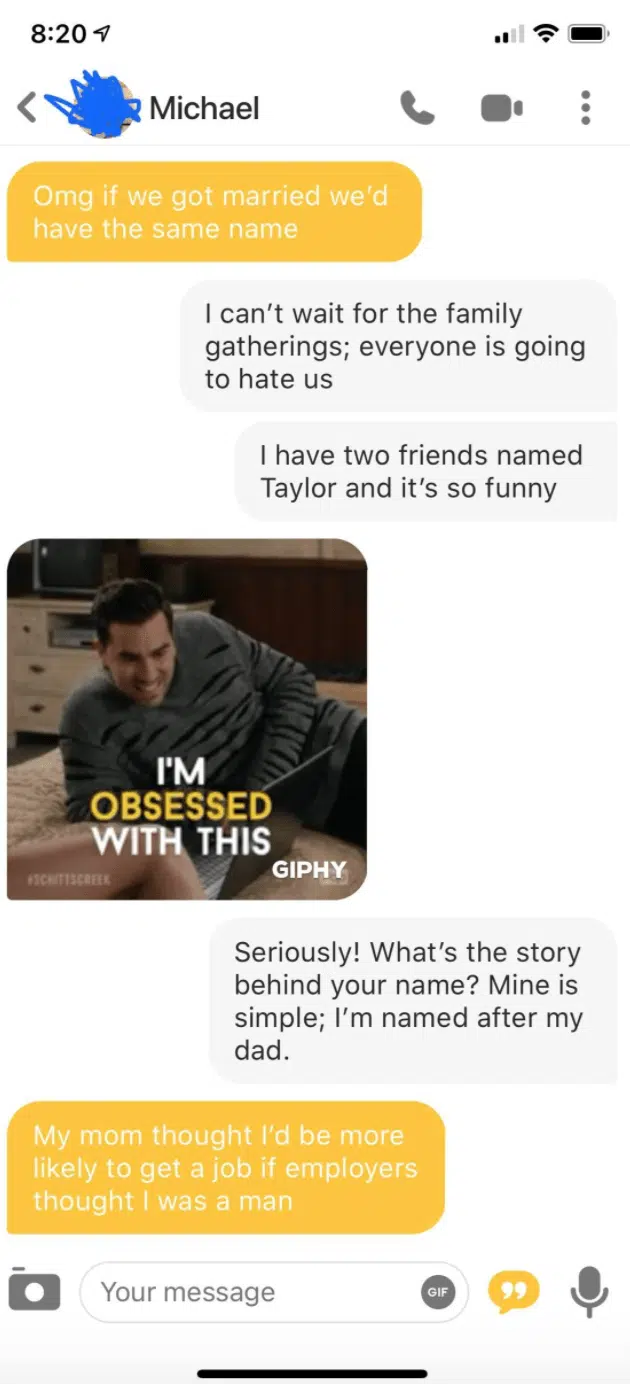 8:20
Michael
Omg if we got married we’d
have the same name
I can’t wait for the family
gatherings; everyone is going
to hate us
I have two friends named
Taylor and it’s so funny
I'M
OBSESSED
WITH THIS
GIPHY
#SCHITTSCREEK
Seriously! What’s the story
behind your name? Mine is
simple; I’m named after my
dad.
My mom thought I’d be more
likely to get a job if employers
thought I was a man
Your message
GIF